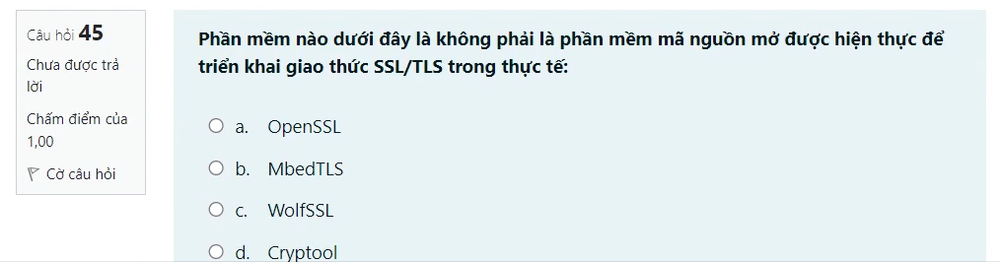 Câu hỏi 45
Chưa được trả
lời
Chấm điểm của
1,00
Cờ câu hỏi
Phần mềm nào dưới đây là không phải là phần mềm mã nguồn mở được hiện thực để
triển khai giao thức SSL/TLS trong thực tế:
a. OpenSSL
b. MbedTLS
c. WolfSSL
d. Cryptool